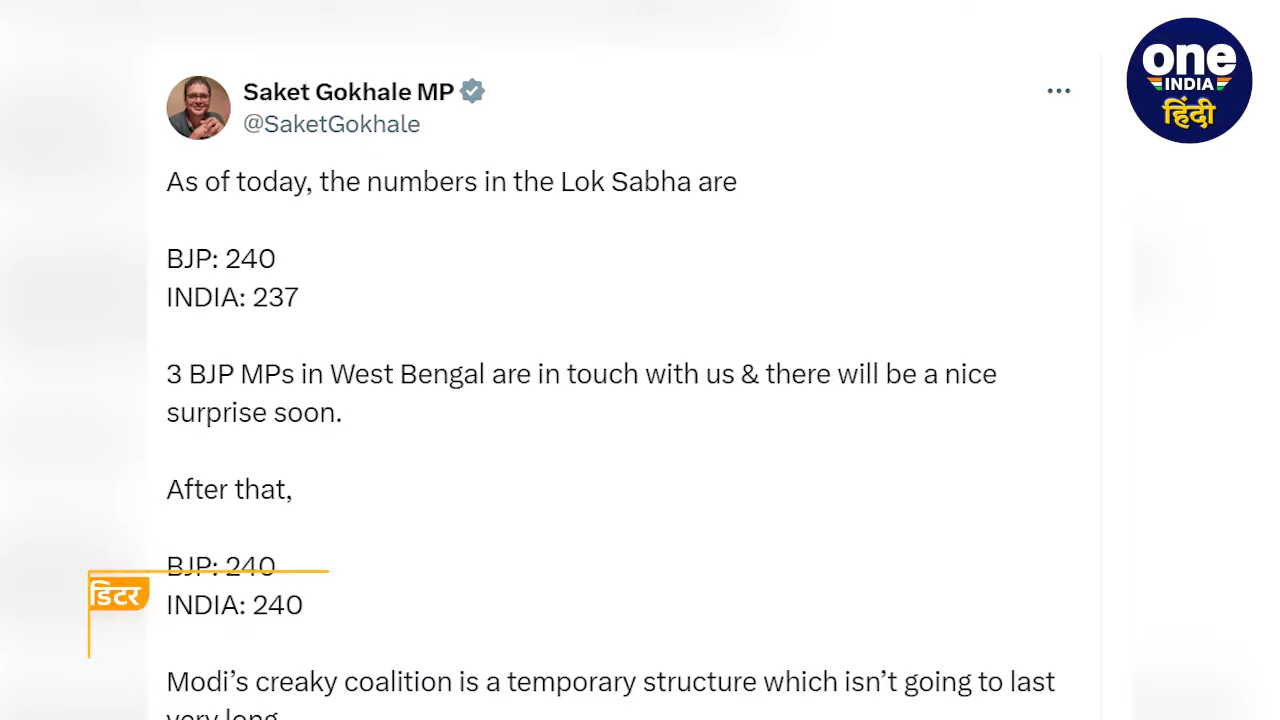 one
INDIA
हिंदी
Saket Gokhale MP
@SaketGokhale
As of today, the numbers in the Lok Sabha are
BJP: 240
INDIA: 237
3 BJP MPs in West Bengal are in touch with us & there will be a nice
surprise soon.
After that,
BJP: 240
डिटर
INDIA: 240
Modi’s creaky coalition is a temporary structure which isn’t going to last
very long